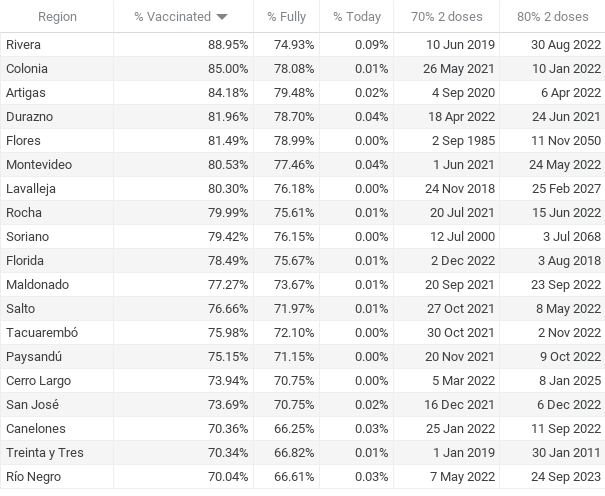 Region % Vaccinated % Fully % Today 70% 2 doses 80% 2 doses
Rivera 88.95% 74.93% 0.09% 10 Jun 2019 30 Aug 2022
Colonia 85.00% 78.08% 0.01% 26 May 2021 10 Jan 2022
Artigas 84.18% 79.48% 0.02% 4 Sep 2020 6 Apr 2022
Durazno 81.96% 78.70% 0.04% 18 Apr 2022 24 Jun 2021
Flores 81.49% 78.99% 0.00% 2 Sep 1985 11 Nov 2050
Montevideo 80.53% 77.46% 0.04% 1 Jun 2021 24 May 2022
Lavalleja 80.30% 76.18% 0.00% 24 Nov 2018 25 Feb 2027
Rocha 79.99% 75.61% 0.01% 20 Jul 2021 15 Jun 2022
Soriano 79.42% 76.15% 0.00% 12 Jul 2000 3 Jul 2068
Florida 78.49% 75.67% 0.01% 2 Dec 2022 3 Aug 2018
Maldonado 77.27% 73.67% 0.01% 20 Sep 2021 23 Sep 2022
Salto 76.66% 71.97% 0.01% 27 Oct 2021 8 May 2022
Tacuarembó 75.98% 72.10% 0.00% 30 Oct 2021 2 Nov 2022
Paysandú 75.15% 71.15% 0.00% 20 Nov 2021 9 Oct 2022
Cerro Largo 73.94% 70.75% 0.00% 5 Mar 2022 8 Jan 2025
San José 73.69% 70.75% 0.02% 16 Dec 2021 6 Dec 2022
Canelones 70.36% 66.25% 0.03% 25 Jan 2022 11 Sep 2022
Treinta y Tres 70.34% 66.82% 0.01% 1 Jan 2019 30 Jan 2011
Río Negro 70.04% 66.61% 0.03% 7 May 2022 24 Sep 2023